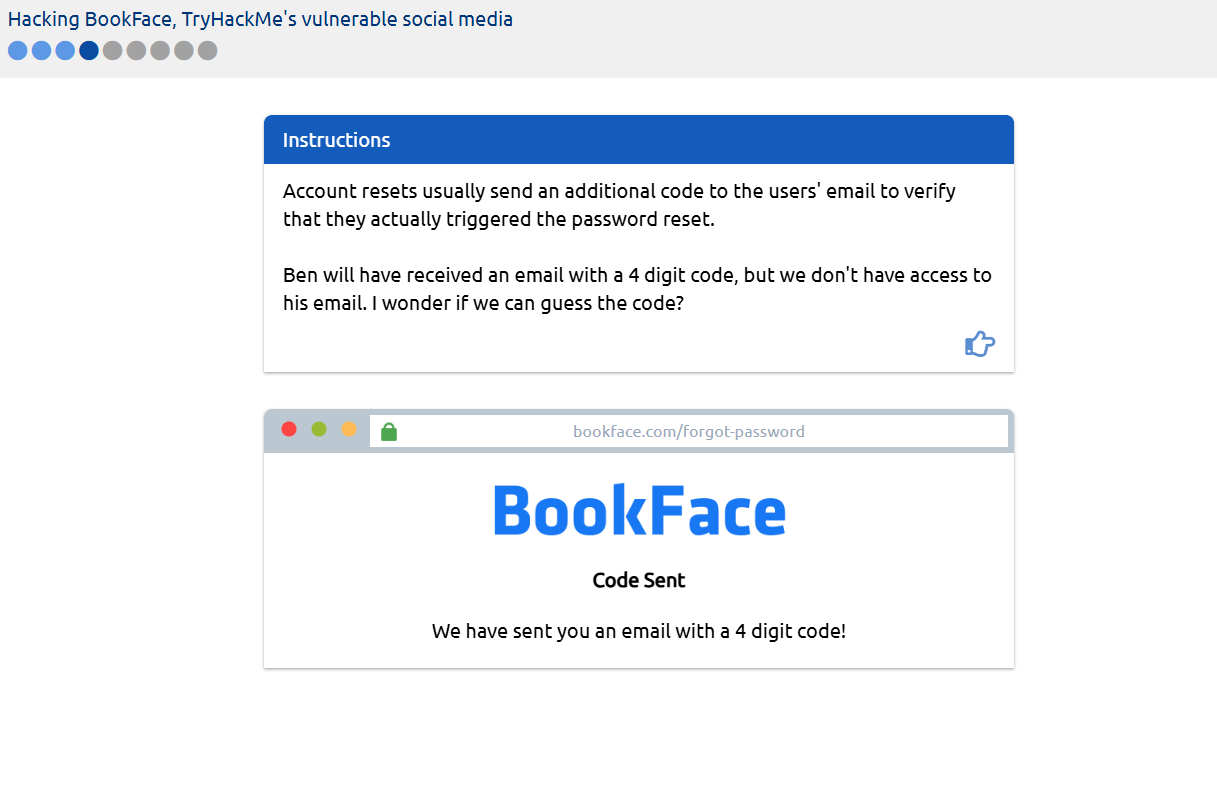 Hacking BookFace, TryHackMe's vulnerable social media
Instructions
Account resets usually send an additional code to the users' email to verify
that they actually triggered the password reset.
Ben will have received an email with a 4 digit code, but we don't have access to
his email. I wonder if we can guess the code?
bookface.com/forgot-password
BookFace
Code Sent
We have sent you an email with a 4 digit code!